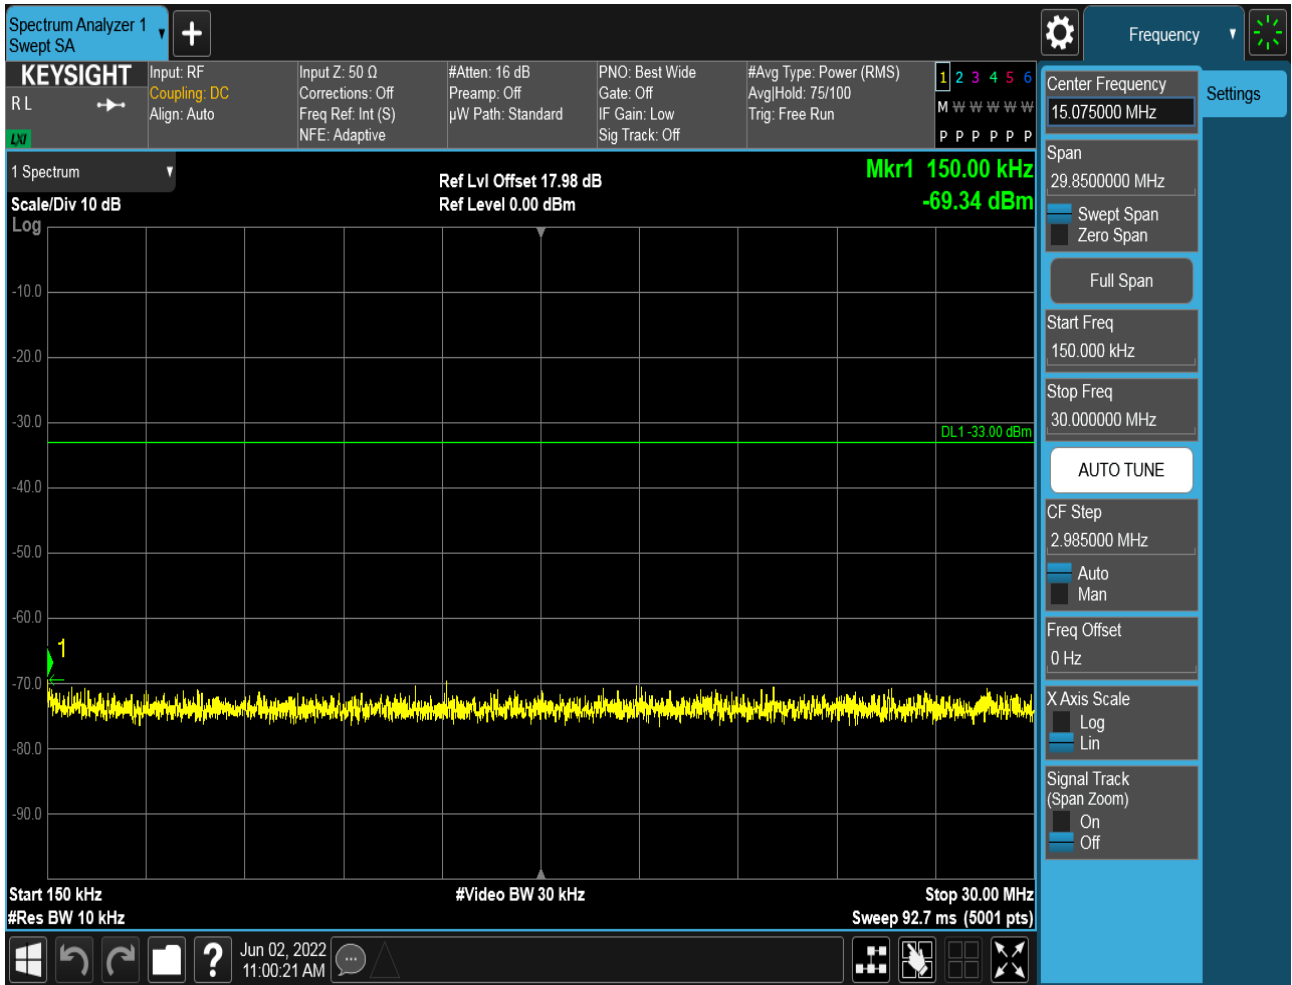 Spectrum Analyzer 1
Swept SA
Frequency
KEYSIGHT
R L
LXI
Input: RF
Coupling: DC
Align: Auto
Input Z: 50 Ω
Corrections: Off
Freq Ref: Int (S)
NFE: Adaptive
#Atten: 16 dB
Preamp: Off
µW Path: Standard
PNO: Best Wide
Gate: Off
IF Gain: Low
Sig Track: Off
#Avg Type: Power (RMS)
Avg|Hold: 75/100
Trig: Free Run
1 2 3 4 5 6
M W W W W W
P P P P P P
1 Spectrum
Scale/Div 10 dB
Log
Ref Lvl Offset 17.98 dB
Ref Level 0.00 dBm
Mkr1 150.00 kHz
-69.34 dBm
-10.0
-20.0
-30.0
DL1 -33.00 dBm
-40.0
-50.0
-60.0
1
-70.0
-80.0
-90.0
Start 150 kHz
#Video BW 30 kHz
Stop 30.00 MHz
#Res BW 10 kHz
Sweep 92.7 ms (5001 pts)
?
Jun 02, 2022
11:00:21 AM
Center Frequency
15.075000 MHz
Settings
Span
29.8500000 MHz
Swept Span
Zero Span
Full Span
Start Freq
150.000 kHz
Stop Freq
30.000000 MHz
AUTO TUNE
CF Step
2.985000 MHz
Auto
Man
Freq Offset
0 Hz
X Axis Scale
Log
Lin
Signal Track
(Span Zoom)
On
Off